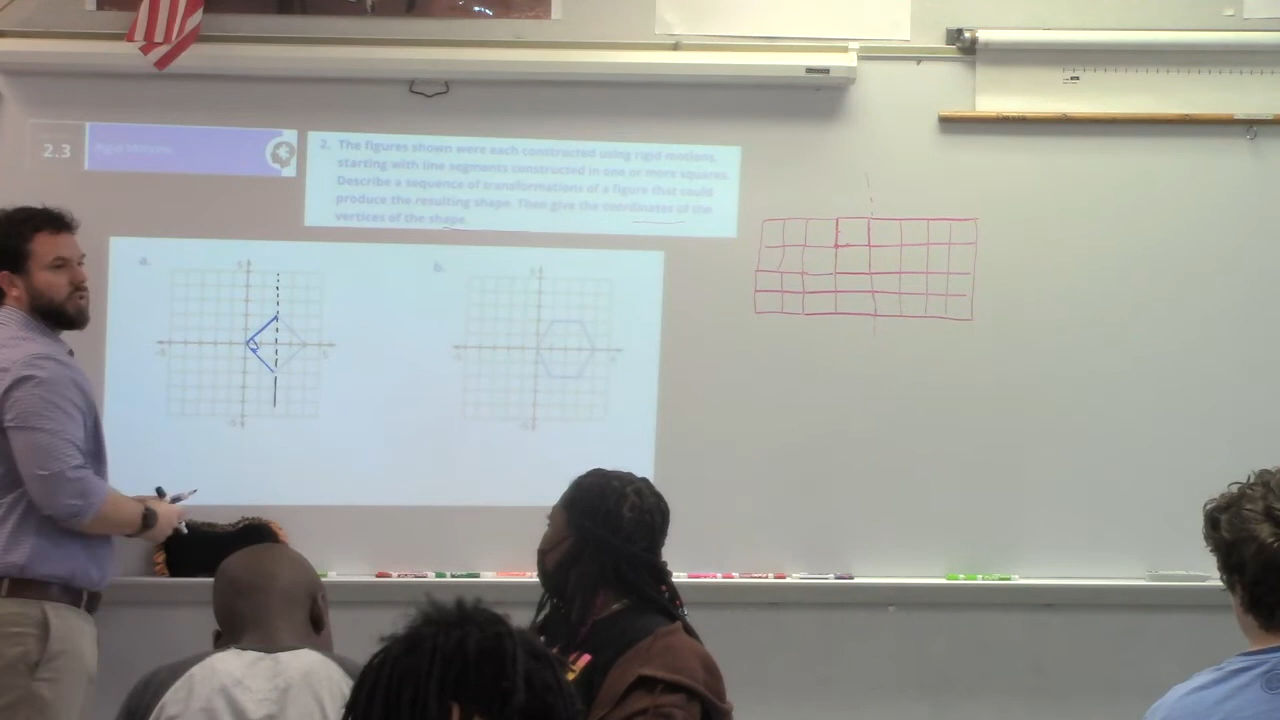 2.3
2. The figures shown were each constructed using rigid motions,
starting with line segments constructed in one or more squares.
Describe a sequence of transformations of a figure that could
produce the resulting shape. Then give the coordinates of the
vertices of the shape.
a.
b.